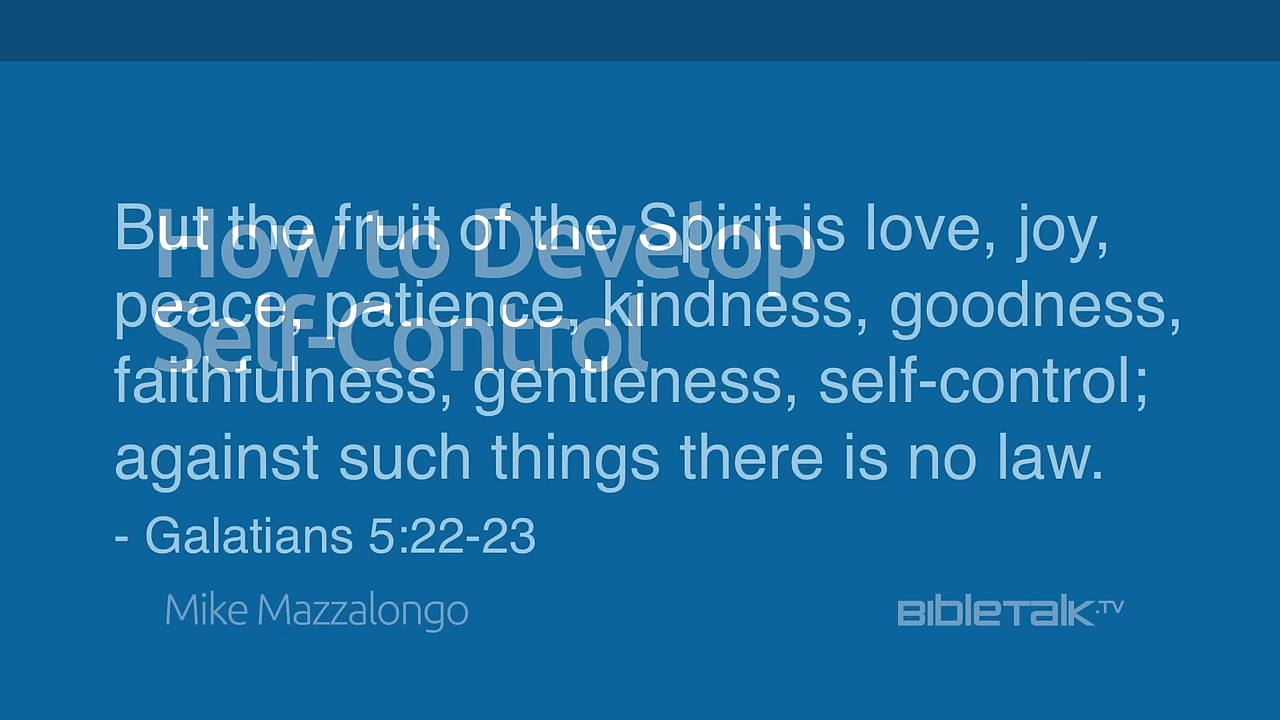 How to Develop
Self-Control
But the fruit of the Spirit is love, joy,
peace, patience, kindness, goodness,
faithfulness, gentleness, self-control;
against such things there is no law.
- Galatians 5:22-23
Mike Mazzalongo
BIBLETALK.TV